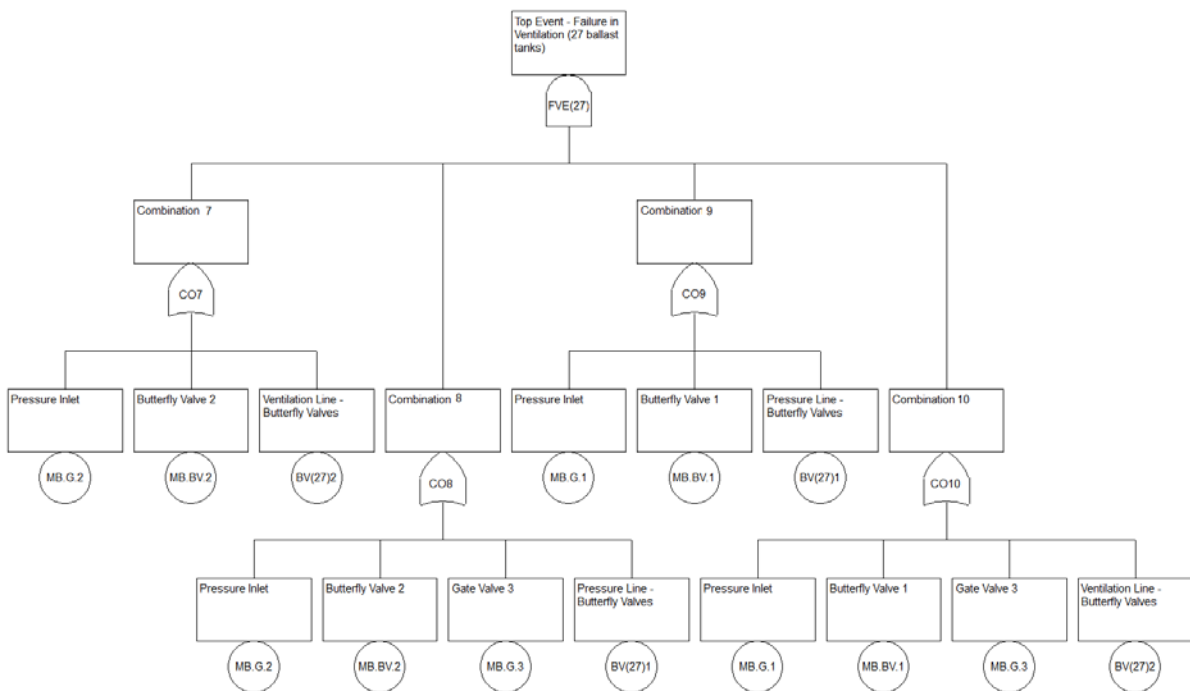 Top Event - Failure in
Ventilation (27 ballast
tanks)
FVE(27)
Combination 7
Combination 9
CO7
CO9
Pressure Inlet
Butterfly Valve 2
Ventilation Line -
Butterfly Valves
Combination 8
Pressure Inlet
Butterfly Valve 1
Pressure Line -
Butterfly Valves
Combination 10
MB.G.2
MB.BV.2
BV(27)2
CO8
MB.G.1
MB.BV.1
BV(27)1
CO10
Pressure Inlet
Butterfly Valve 2
Gate Valve 3
Pressure Line -
Butterfly Valves
Pressure Inlet
Butterfly Valve 1
Gate Valve 3
Ventilation Line -
Butterfly Valves
MB.G.2
MB.BV.2
MB.G.3
BV(27)1
MB.G.1
MB.BV.1
MB.G.3
BV(27)2